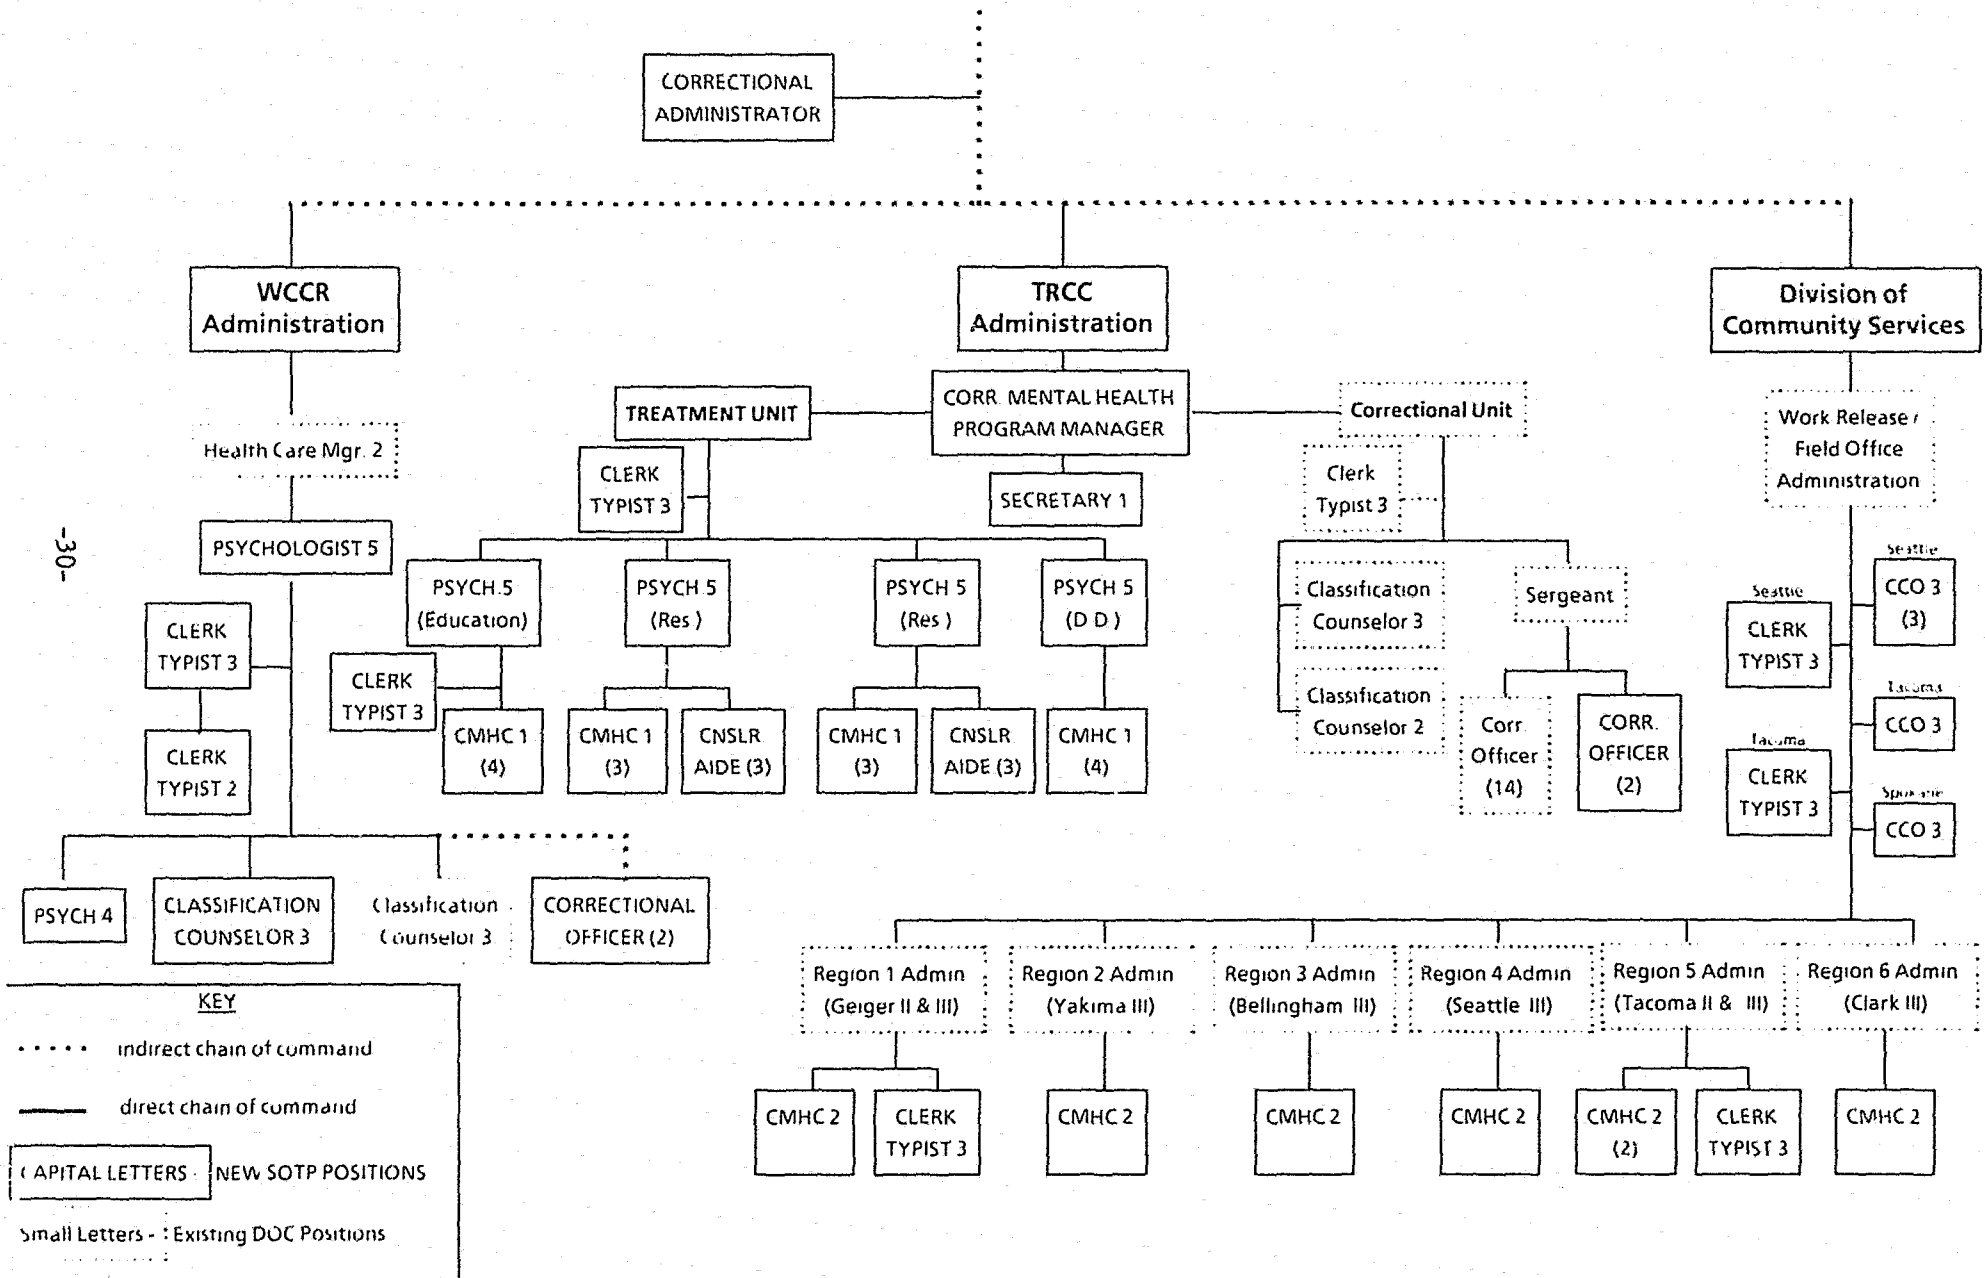 CORRECTIONAL
ADMINISTRATOR
WCCR
Administration
TRCC
Administration
Division of
Community Services
Health Care Mgr. 2
TREATMENT UNIT
CORR. MENTAL HEALTH
PROGRAM MANAGER
Correctional Unit
Work Release /
Field Office
Administration
CLERK
TYPIST 3
SECRETARY 1
Clerk
Typist 3
-30-
PSYCHOLOGIST 5
PSYCH. 5
(Education)
PSYCH. 5
(Res.)
PSYCH 5
(Res)
PSYCH 5
(D D)
Classification
Counselor 3
Sergeant
Seattle
CCO 3
(3)
Seattle
CLERK
TYPIST 3
CLERK
TYPIST 3
CLERK
TYPIST 3
CLERK
TYPIST 2
CMHC 1
(4)
CMHC 1
(3)
CNSLR
AIDE (3)
CMHC 1
(3)
CNSLR
AIDE (3)
CMHC 1
(4)
Classification
Counselor 2
Corr.
Officer
(14)
CORR.
OFFICER
(2)
Tacoma
CCO 3
Tacoma
CLERK
TYPIST 3
Spokane
CCO 3
PSYCH 4
CLASSIFICATION
COUNSELOR 3
Classification
Counselor 3
CORRECTIONAL
OFFICER (2)
Region 1 Admin
(Geiger II & III)
Region 2 Admin
(Yakima III)
Region 3 Admin
(Bellingham III)
Region 4 Admin
(Seattle III)
Region 5 Admin
(Tacoma II & III)
Region 6 Admin
(Clark III)
CMHC 2
CLERK
TYPIST 3
CMHC 2
CMHC 2
CMHC 2
CMHC 2
(2)
CLERK
TYPIST 3
CMHC 2
KEY
indirect chain of command
direct chain of command
CAPITAL LETTERS - NEW SOTP POSITIONS
Small Letters - Existing DOC Positions